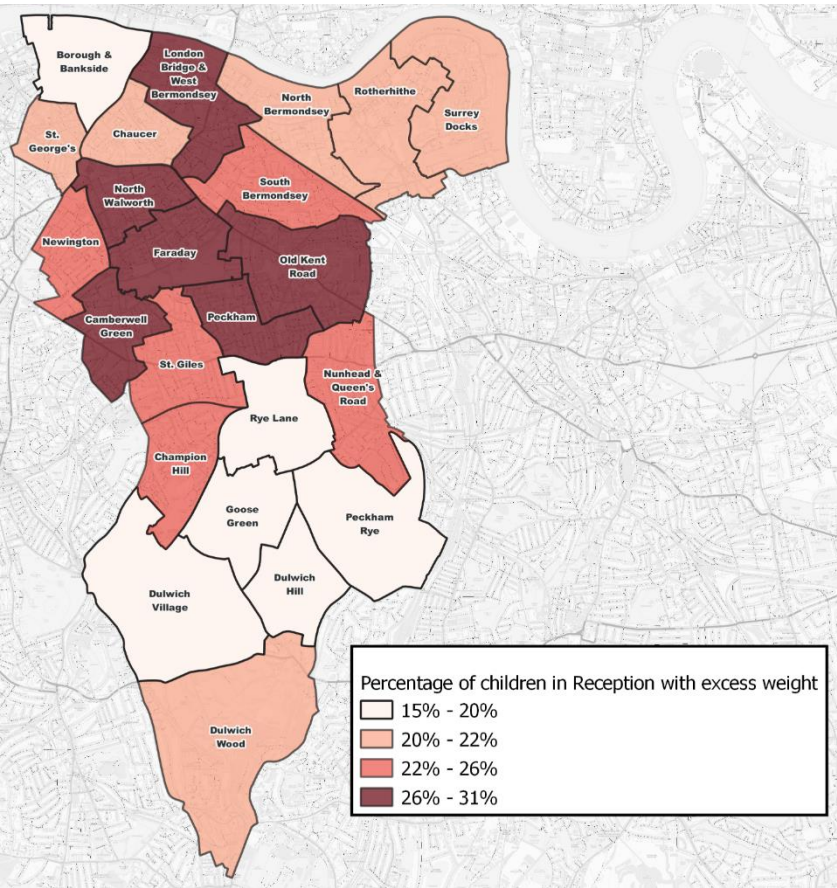 Borough &
Bankside
London
Bridge &
West
Bermondsey
North
Bermondsey
Rotherhithe
Surrey
Docks
St.
George's
Chaucer
North
Walworth
South
Bermondsey
Newington
Faraday
Old Kent
Road
Camberwell
Green
Peckham
St. Giles
Nunhead &
Queen's
Road
Rye Lane
Champion
Hill
Goose
Green
Peckham
Rye
Dulwich
Village
Dulwich
Hill
Dulwich
Wood
Percentage of children in Reception with excess weight
15% - 20%
20% - 22%
22% - 26%
26% - 31%